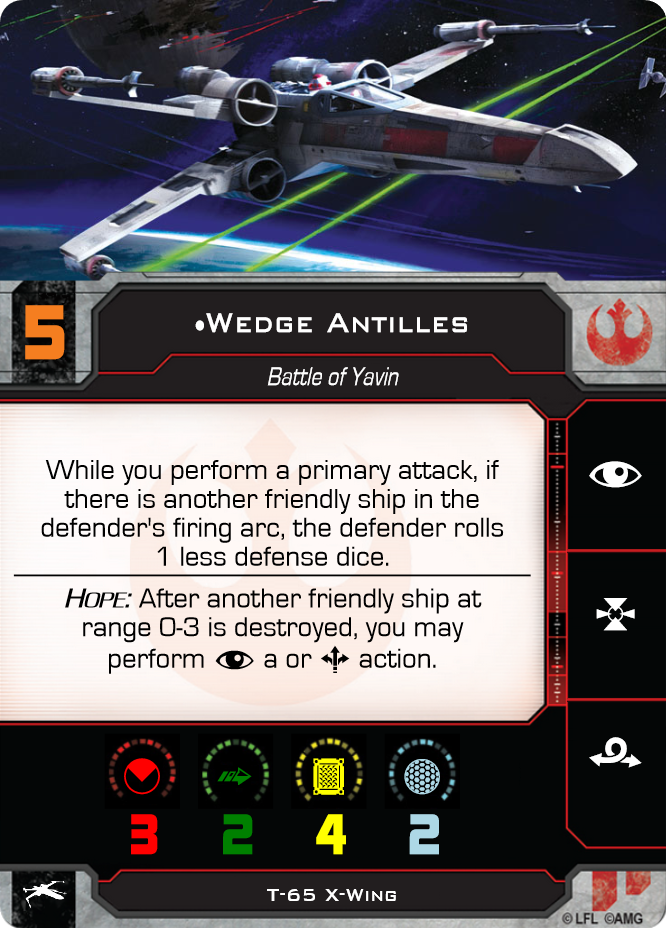 5
•Wedge Antilles
Battle of Yavin
While you perform a primary attack, if
there is another friendly ship in the
defender's firing arc, the defender rolls
1 less defense dice.
Hope: After another friendly ship at
range 0-3 is destroyed, you may
perform a or action.
3 2 4 2
T-65 X-Wing
© LFL ©AMG